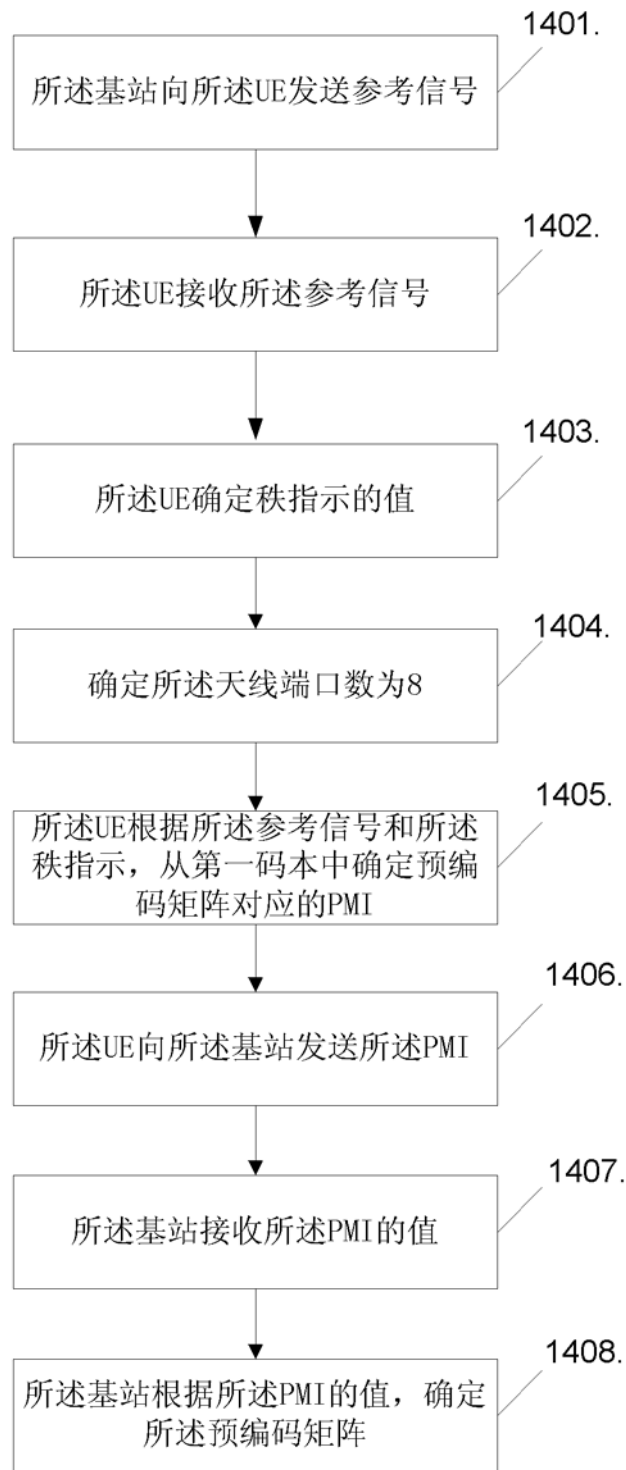 1401.
所述基站向所述UE发送参考信号
1402.
所述UE接收所述参考信号
1403.
所述UE确定秩指示的值
1404.
确定所述天线端口数为8
1405.
所述UE根据所述参考信号和所述
秩指示，从第一码本中确定预编
码矩阵对应的PMI
1406.
所述UE向所述基站发送所述PMI
1407.
所述基站接收所述PMI的值
1408.
所述基站根据所述PMI的值，确定
所述预编码矩阵